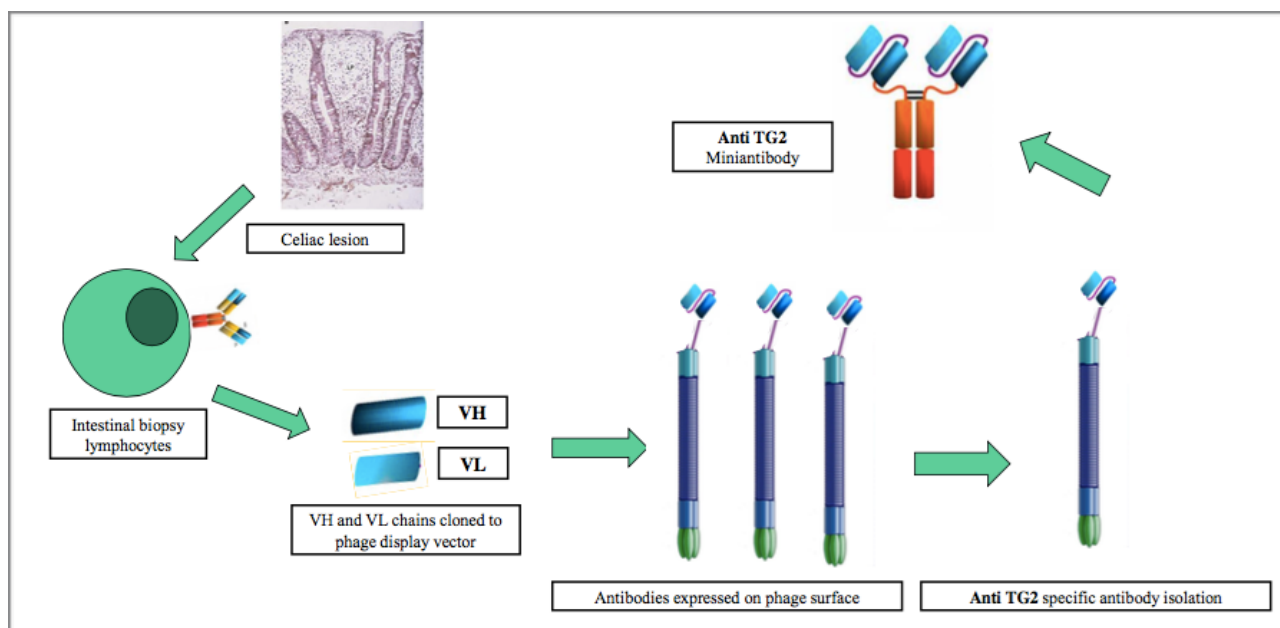 Celiac lesion
Intestinal biopsy
lymphocytes
VH
VL
VH and VL chains cloned to
phage display vector
Antibodies expressed on phage surface
Anti TG2 specific antibody isolation
Anti TG2
Miniantibody